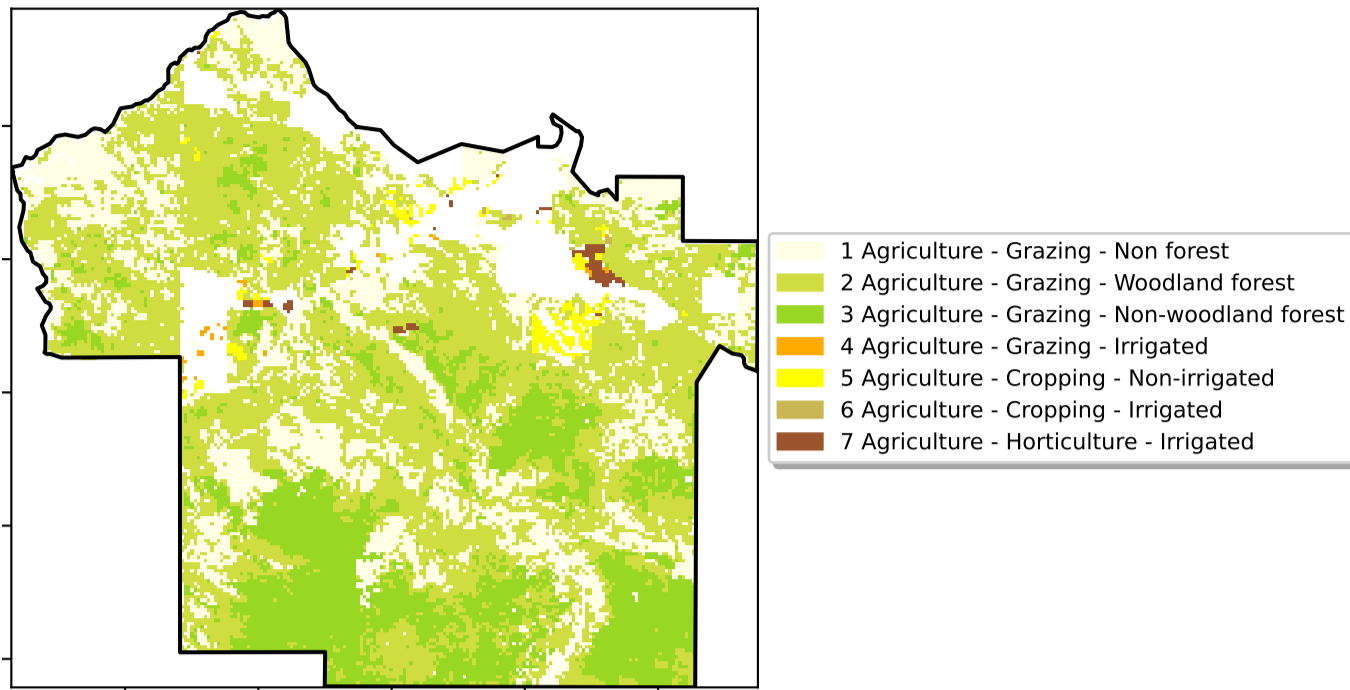 1 Agriculture - Grazing - Non forest
2 Agriculture - Grazing - Woodland forest
3 Agriculture - Grazing - Non-woodland forest
4 Agriculture - Grazing - Irrigated
5 Agriculture - Cropping - Non-irrigated
6 Agriculture - Cropping - Irrigated
7 Agriculture - Horticulture - Irrigated